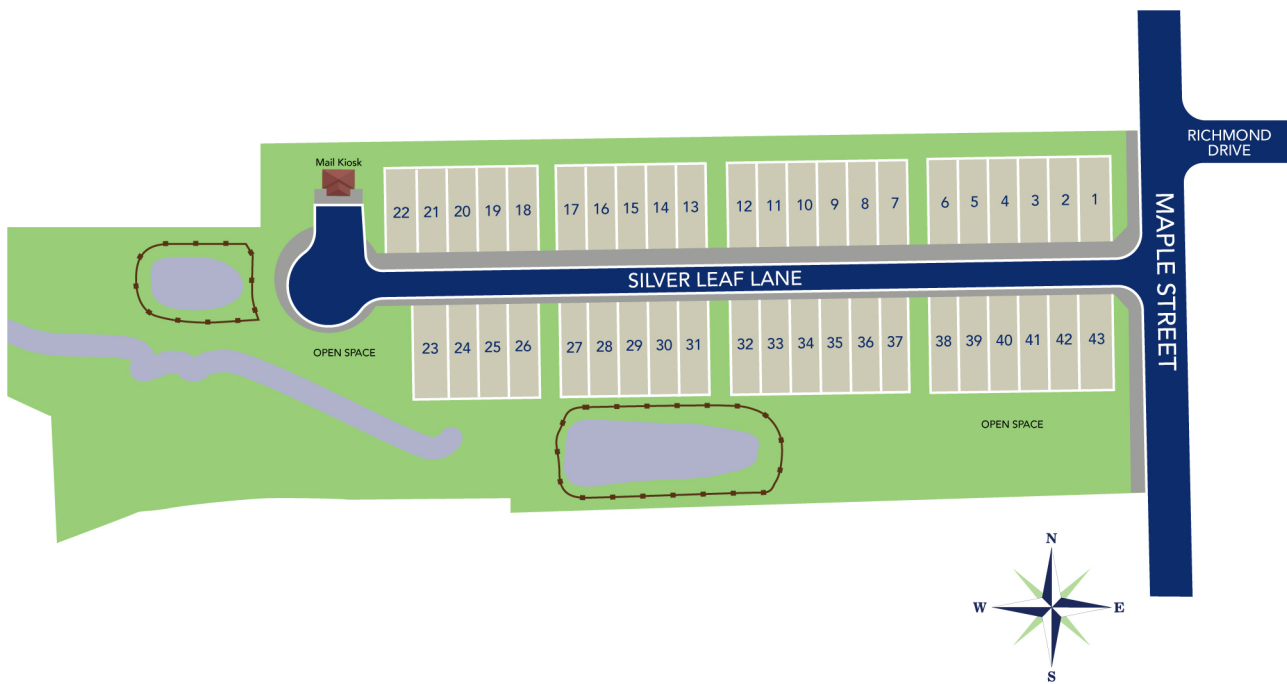 RICHMOND
DRIVE
Mail Kiosk
22 21 20 19 18 17 16 15 14 13 12 11 10 9 8 7 6 5 4 3 2 1
MAPLE STREET
SILVER LEAF LANE
OPEN SPACE
23 24 25 26 27 28 29 30 31 32 33 34 35 36 37 38 39 40 41 42 43
OPEN SPACE
N
W E
S